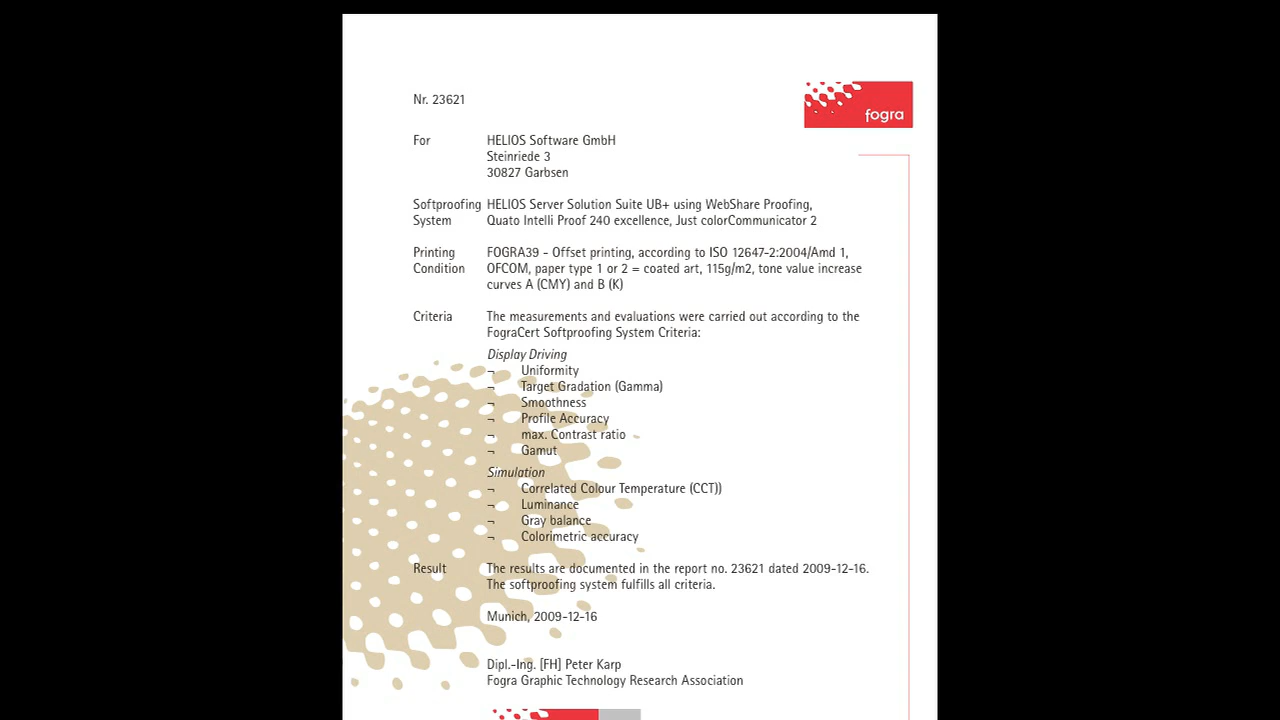 Nr. 23621
fogra
For HELIOS Software GmbH
Steinriede 3
30827 Garbsen
Softproofing HELIOS Server Solution Suite UB+ using WebShare Proofing,
System Quato Intelli Proof 240 excellence, Just colorCommunicator 2
Printing FOGRA39 - Offset printing, according to ISO 12647-2:2004/Amd 1,
Condition OFCOM, paper type 1 or 2 = coated art, 115g/m2, tone value increase
curves A (CMY) and B (K)
Criteria The measurements and evaluations were carried out according to the
FograCert Softproofing System Criteria:
Display Driving
¬ Uniformity
¬ Target Gradation (Gamma)
¬ Smoothness
¬ Profile Accuracy
¬ max. Contrast ratio
¬ Gamut
Simulation
¬ Correlated Colour Temperature (CCT))
¬ Luminance
¬ Gray balance
¬ Colorimetric accuracy
Result The results are documented in the report no. 23621 dated 2009-12-16.
The softproofing system fulfills all criteria.
Munich, 2009-12-16
Dipl.-Ing. [FH] Peter Karp
Fogra Graphic Technology Research Association